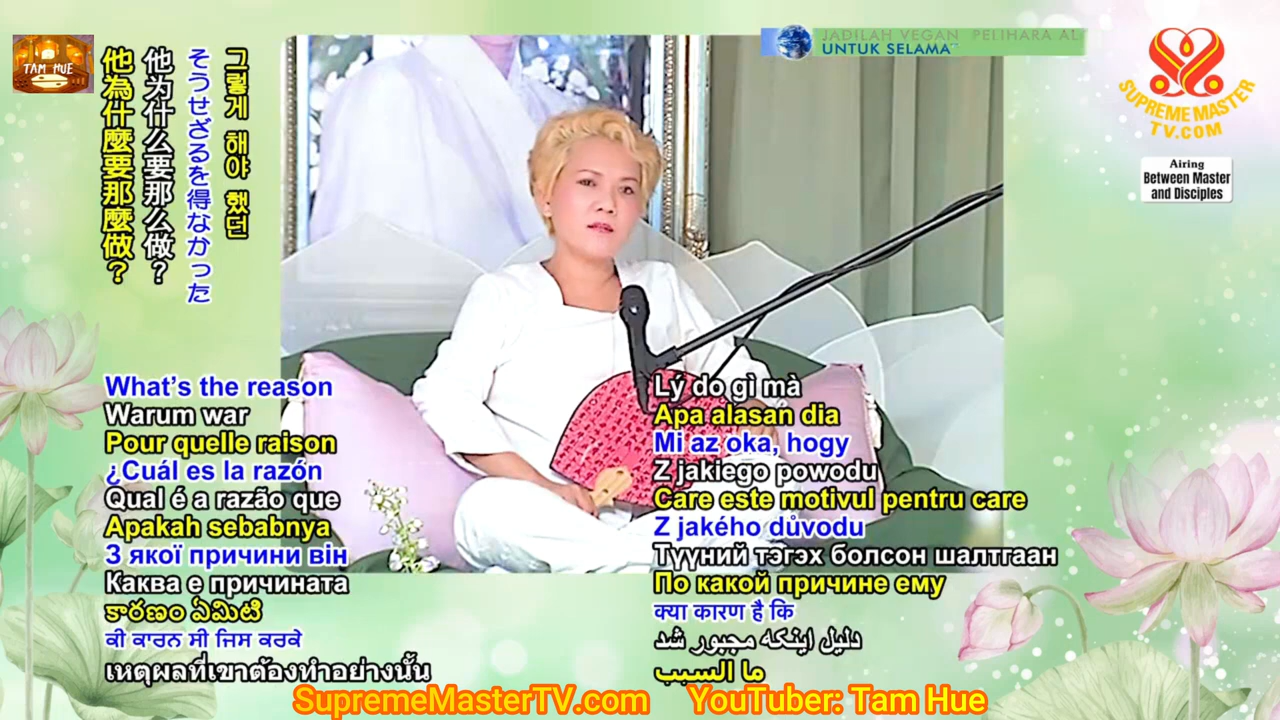 TAM HUE
JADILAH VEGAN PELIHARA AL
UNTUK SELAMA
SUPREME MASTER
TV.COM
Airing
Between Master
and Disciples
그렇게 해야 했던
そうせざるを得なかった
他为什么要那么做？
他為什麼要那麼做？
What's the reason
Warum war
Pour quelle raison
¿Cuál es la razón
Qual é a razão que
Apakah sebabnya
З якої причини він
Каква е причината
కారణం ఏమిటి
ਕੀ ਕਾਰਨ ਸੀ ਜਿਸ ਕਰਕੇ
เหตุผลที่เขาต้องทำอย่างนั้น
Lý do gì mà
Apa alasan dia
Mi az oka, hogy
Z jakiego powodu
Care este motivul pentru care
Z jakého důvodu
Түүний тэгэх болсон шалтгаан
По какой причине ему
क्या कारण है कि
دلیل اینکه مجبور شد
ما السبب
SupremeMasterTV.com YouTuber: Tam Hue